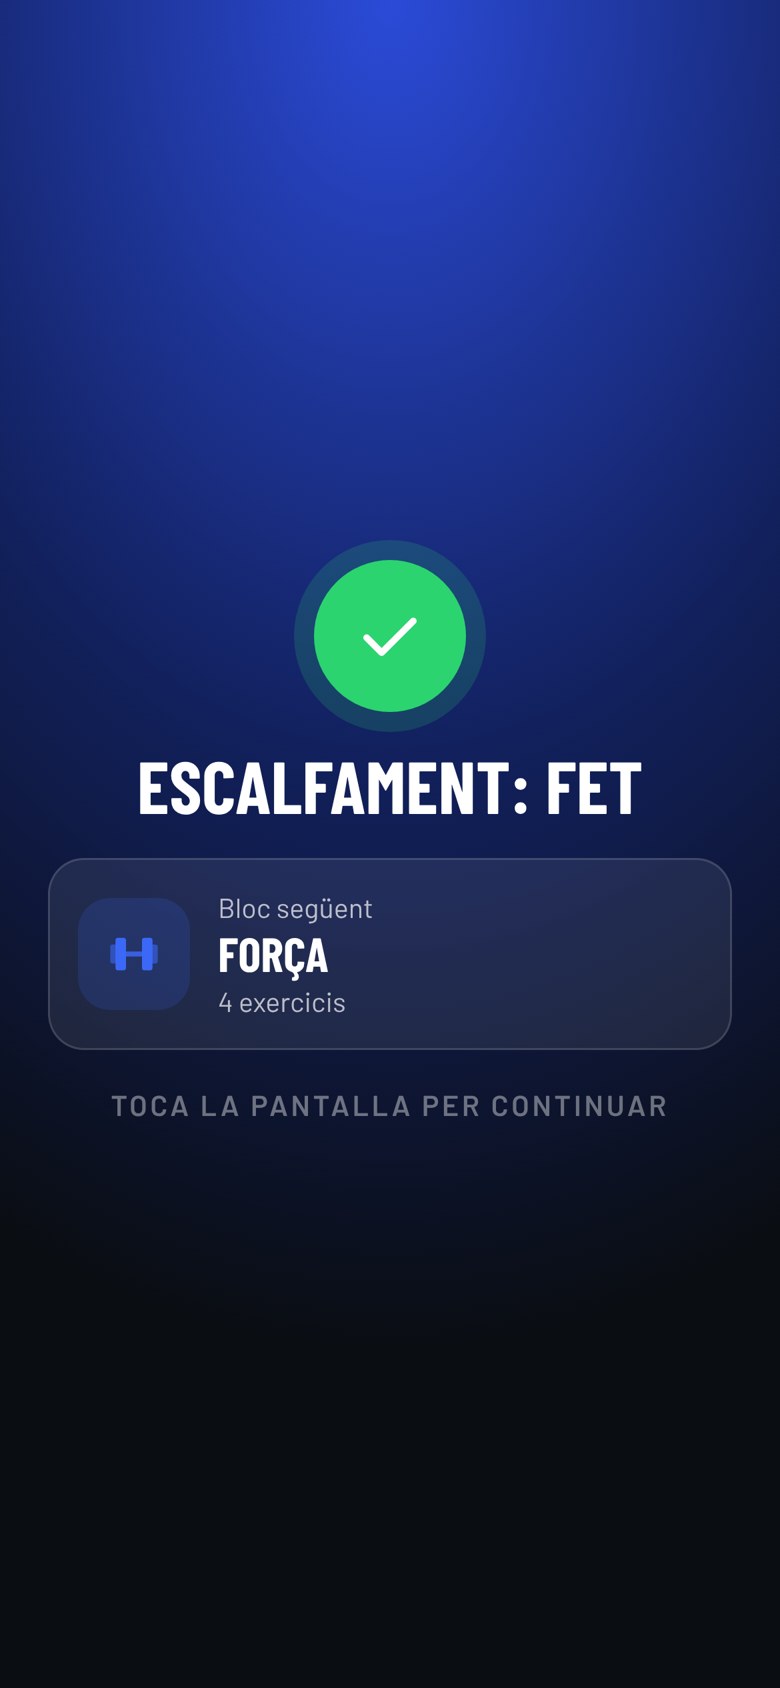 ESCALFAMENT: FET
Bloc següent
FORÇA
4 exercicis
TOCA LA PANTALLA PER CONTINUAR